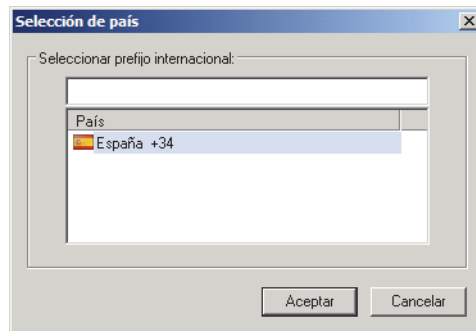 Selección de país
Seleccionar prefijo internacional:
País
España +34
Aceptar
Cancelar